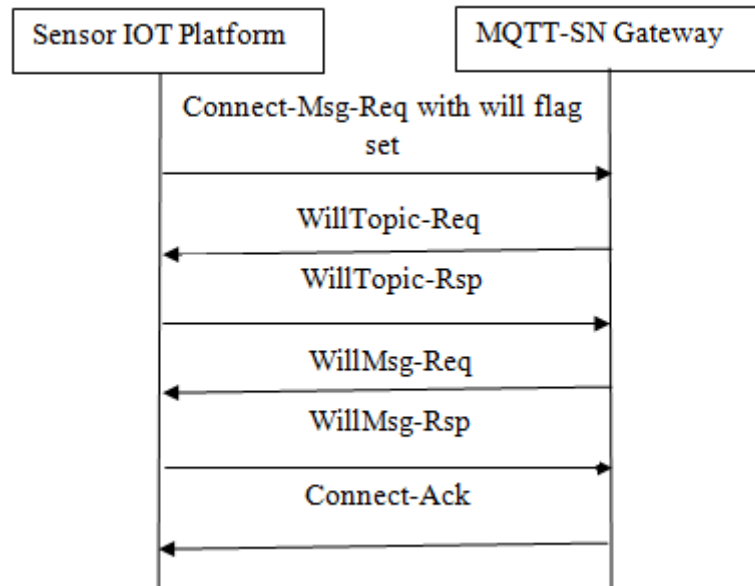 Sensor IOT Platform
MQTT-SN Gateway
Connect-Msg-Req with will flag
set
WillTopic-Req
WillTopic-Rsp
WillMsg-Req
WillMsg-Rsp
Connect-Ack